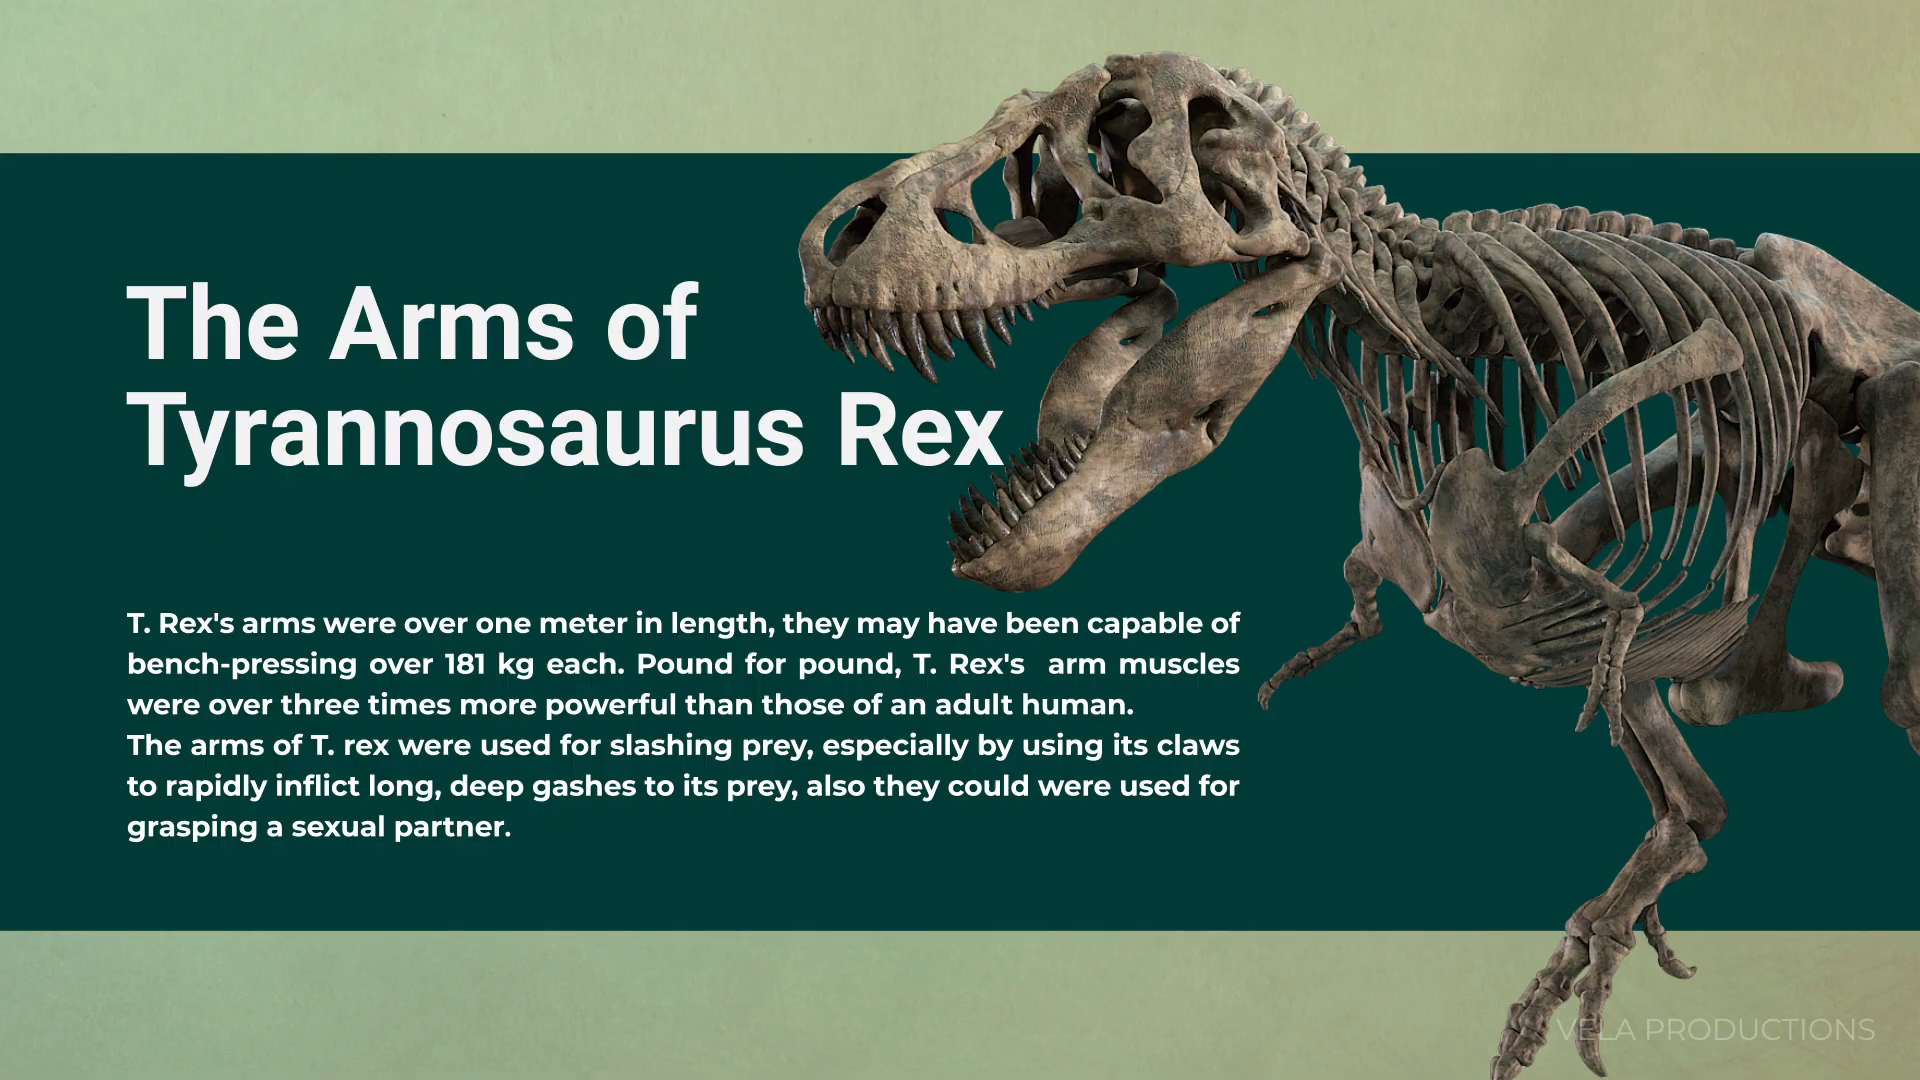 The Arms of
Tyrannosaurus Rex
T. Rex's arms were over one meter in length, they may have been capable of
bench-pressing over 181 kg each. Pound for pound, T. Rex's  arm muscles
were over three times more powerful than those of an adult human.
The arms of T. rex were used for slashing prey, especially by using its claws
to rapidly inflict long, deep gashes to its prey, also they could were used for
grasping a sexual partner.
VELA PRODUCTIONS